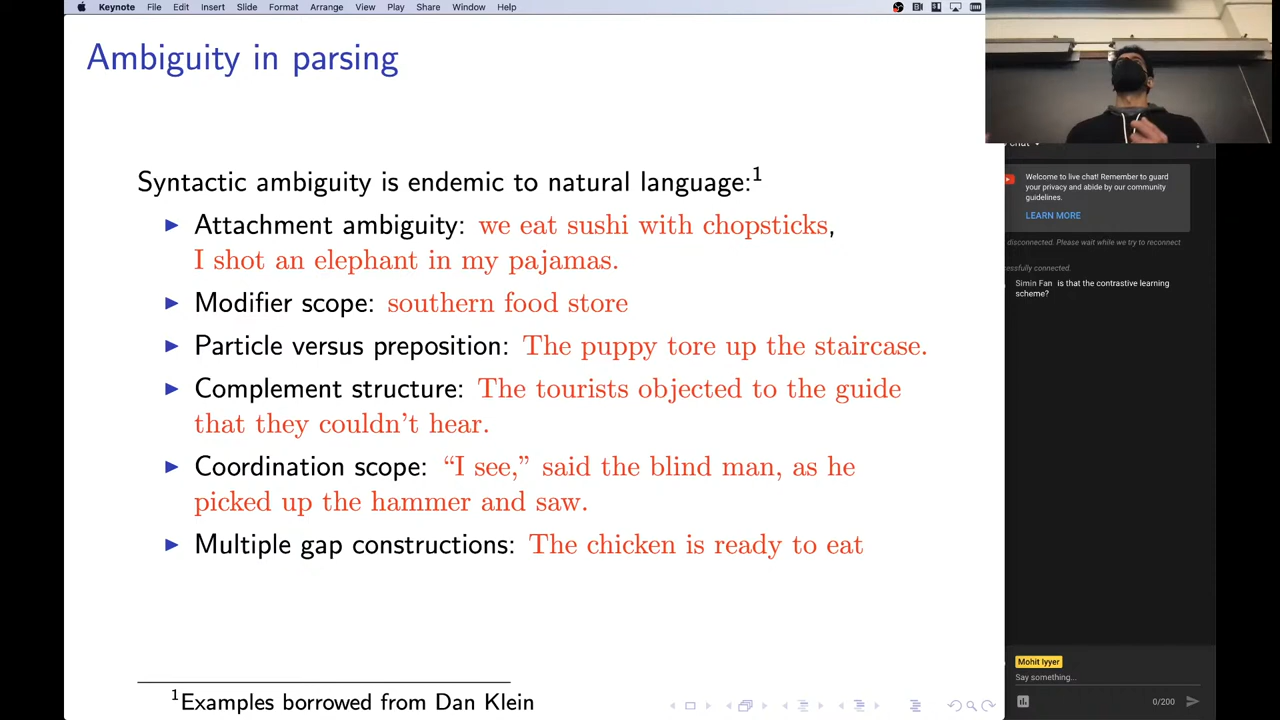 Keynote File Edit Insert Slide Format Arrange View Play Share Window Help
Ambiguity in parsing
Syntactic ambiguity is endemic to natural language:1
Attachment ambiguity: we eat sushi with chopsticks,
I shot an elephant in my pajamas.
Modifier scope: southern food store
Particle versus preposition: The puppy tore up the staircase.
Complement structure: The tourists objected to the guide
that they couldn't hear.
Coordination scope: “I see,” said the blind man, as he
picked up the hammer and saw.
Multiple gap constructions: The chicken is ready to eat
1Examples borrowed from Dan Klein
Welcome to live chat! Remember to guard
your privacy and abide by our community
guidelines.
LEARN MORE
disconnected. Please wait while we try to reconnect
connected.
Simin Fan is that the contrastive learning
scheme?
Mohit Iyyer
Say something...
0/200